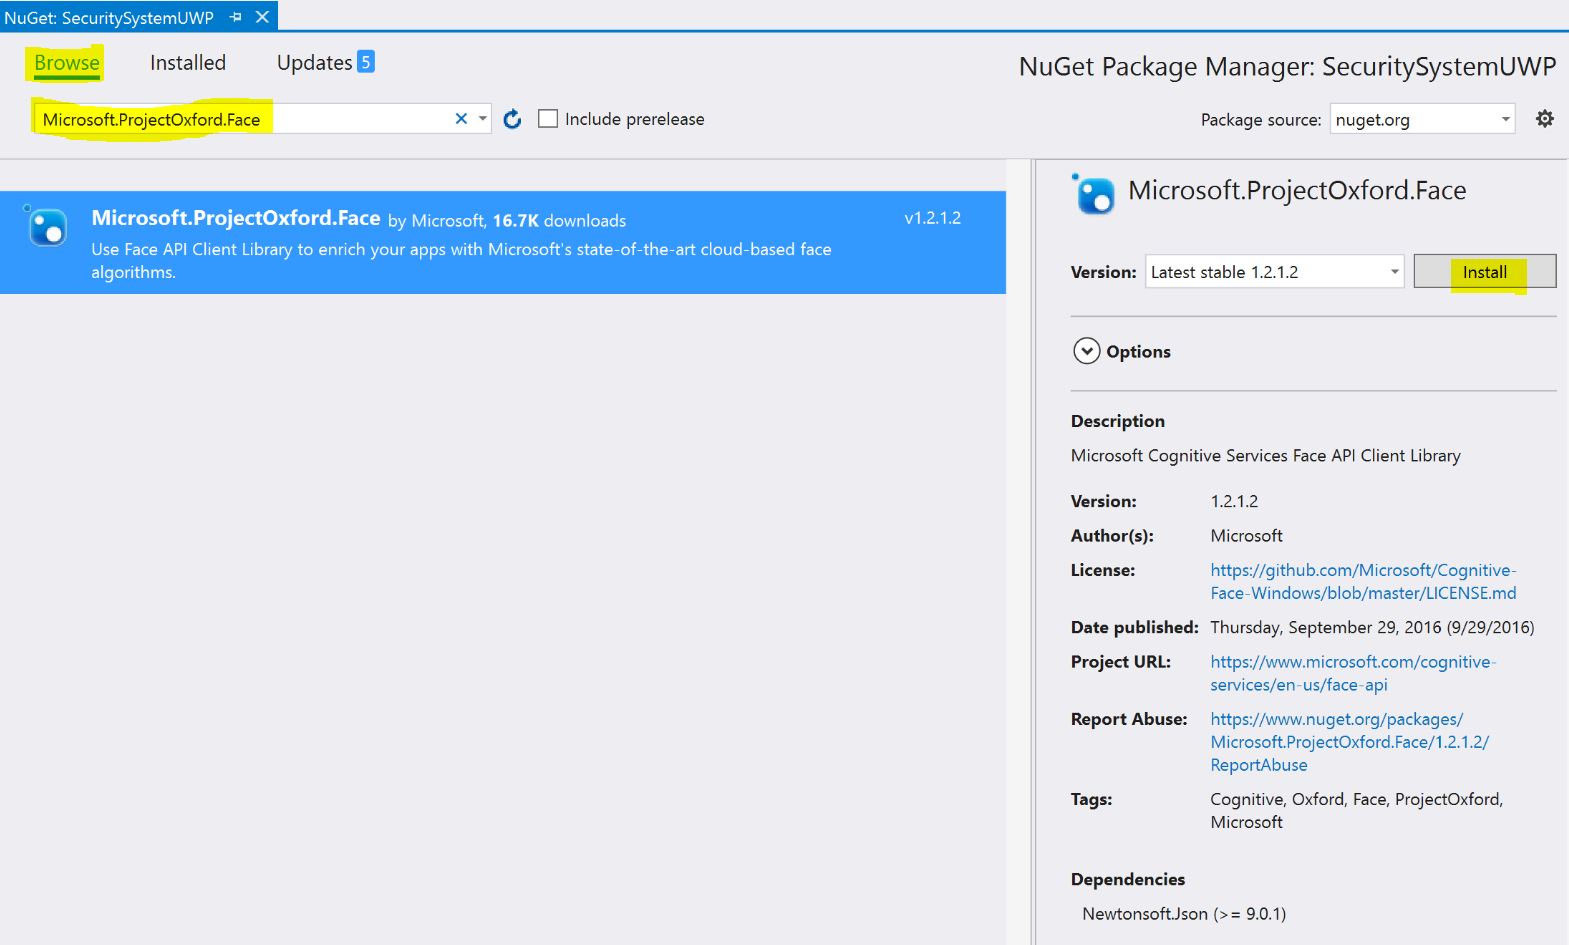 NuGet: SecuritySystemUWP
Browse Installed Updates 5
NuGet Package Manager: SecuritySystemUWP
Microsoft.ProjectOxford.Face Include prerelease
Package source: nuget.org
Microsoft.ProjectOxford.Face by Microsoft, 16.7K downloads v1.2.1.2
Use Face API Client Library to enrich your apps with Microsoft's state-of-the-art cloud-based face
algorithms.
Microsoft.ProjectOxford.Face
Version: Latest stable 1.2.1.2 Install
Options
Description
Microsoft Cognitive Services Face API Client Library
Version: 1.2.1.2
Author(s): Microsoft
License: https://github.com/Microsoft/Cognitive-
Face-Windows/blob/master/LICENSE.md
Date published: Thursday, September 29, 2016 (9/29/2016)
Project URL: https://www.microsoft.com/cognitive-
services/en-us/face-api
Report Abuse: https://www.nuget.org/packages/
Microsoft.ProjectOxford.Face/1.2.1.2/
ReportAbuse
Tags: Cognitive, Oxford, Face, ProjectOxford,
Microsoft
Dependencies
Newtonsoft.Json (>= 9.0.1)